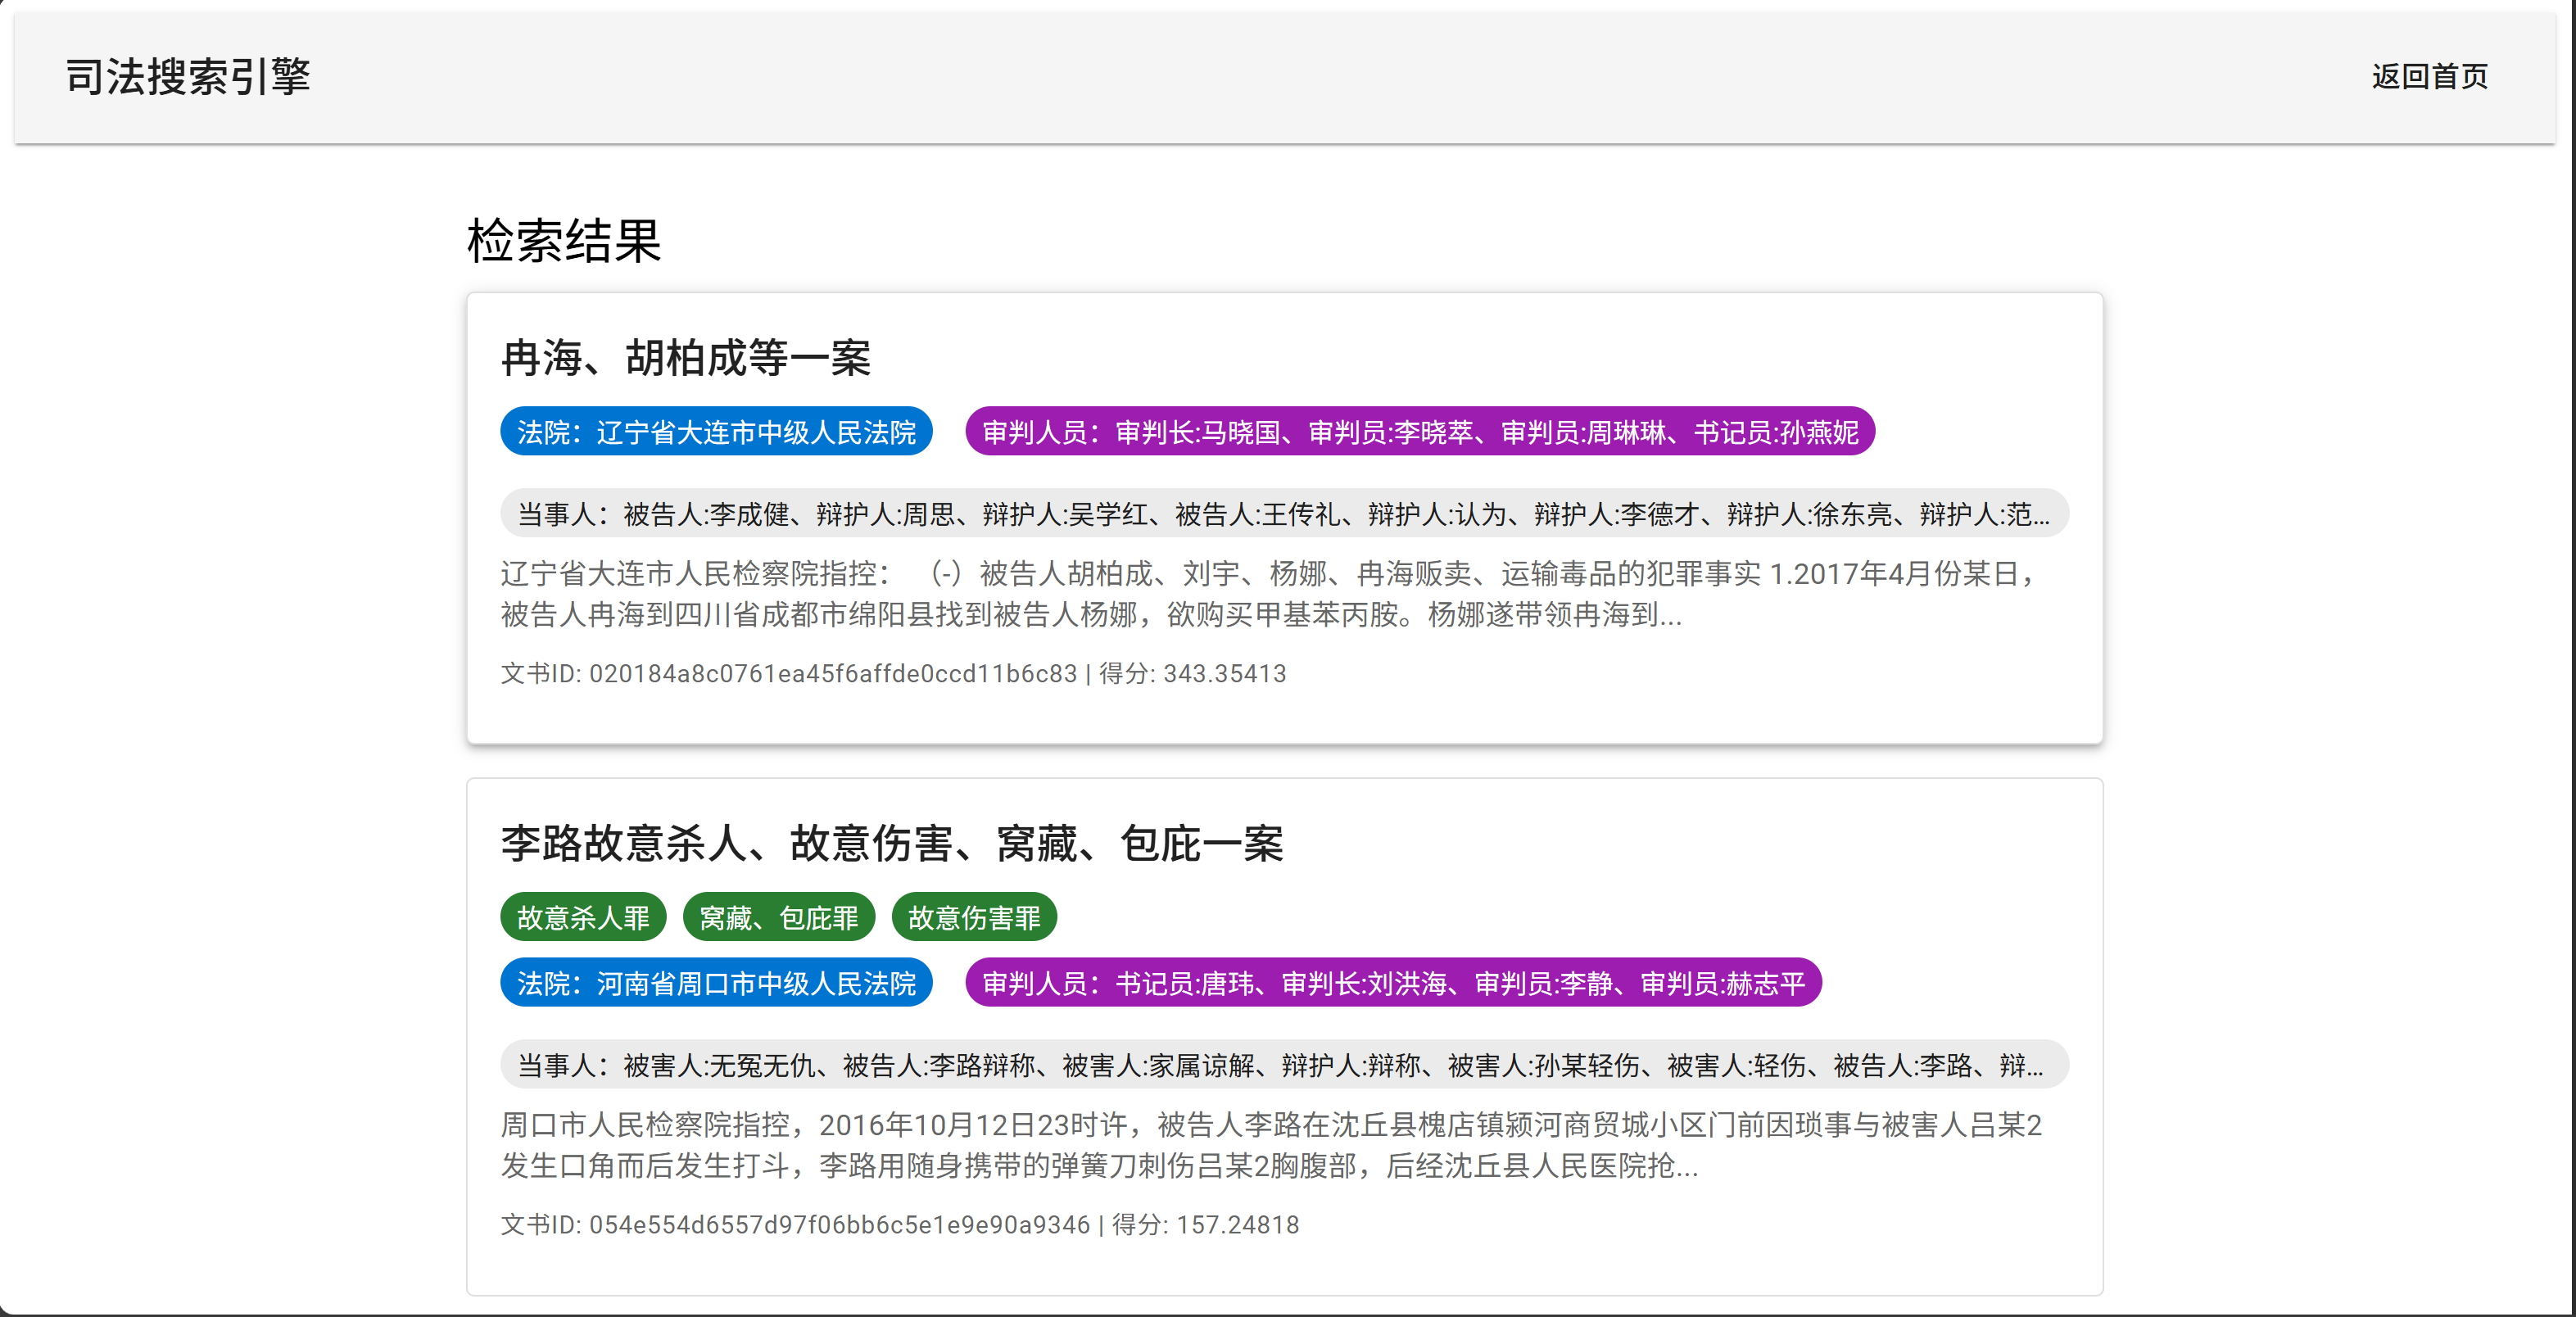 司法搜索引擎
返回首页
检索结果
冉海、胡柏成等一案
法院：辽宁省大连市中级人民法院
审判人员：审判长:马晓国、审判员:李晓萃、审判员:周琳琳、书记员:孙燕妮
当事人：被告人:李成健、辩护人:周思、辩护人:吴学红、被告人:王传礼、辩护人:认为、辩护人:李德才、辩护人:徐东亮、辩护人:范...
辽宁省大连市人民检察院指控： （-）被告人胡柏成、刘宇、杨娜、冉海贩卖、运输毒品的犯罪事实 1.2017年4月份某日，
被告人冉海到四川省成都市绵阳县找到被告人杨娜，欲购买甲基苯丙胺。杨娜遂带领冉海到...
文书ID: 020184a8c0761ea45f6affde0ccd11b6c83 | 得分: 343.35413
李路故意杀人、故意伤害、窝藏、包庇一案
故意杀人罪
窝藏、包庇罪
故意伤害罪
法院：河南省周口市中级人民法院
审判人员：书记员:唐玮、审判长:刘洪海、审判员:李静、审判员:赫志平
当事人：被害人:无冤无仇、被告人:李路辩称、被害人:家属谅解、辩护人:辩称、被害人:孙某轻伤、被害人:轻伤、被告人:李路、辩...
周口市人民检察院指控，2016年10月12日23时许，被告人李路在沈丘县槐店镇颍河商贸城小区门前因琐事与被害人吕某2
发生口角而后发生打斗，李路用随身携带的弹簧刀刺伤吕某2胸腹部，后经沈丘县人民医院抢...
文书ID: 054e554d6557d97f06bb6c5e1e9e90a9346 | 得分: 157.24818